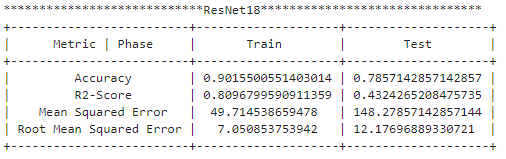 ****************************ResNet18*******************************
+-------------------------+--------------------+--------------------+
|      Metric | Phase     |       Train        |        Test        |
+-------------------------+--------------------+--------------------+
|         Accuracy        | 0.9015500551403014 | 0.7857142857142857 |
|         R2-Score        | 0.8096799590911359 | 0.4324265208475735 |
|    Mean Squared Error   |  49.714538659478   | 148.27857142857144 |
| Root Mean Squared Error |   7.050853753942   | 12.17696889330721  |
+-------------------------+--------------------+--------------------+